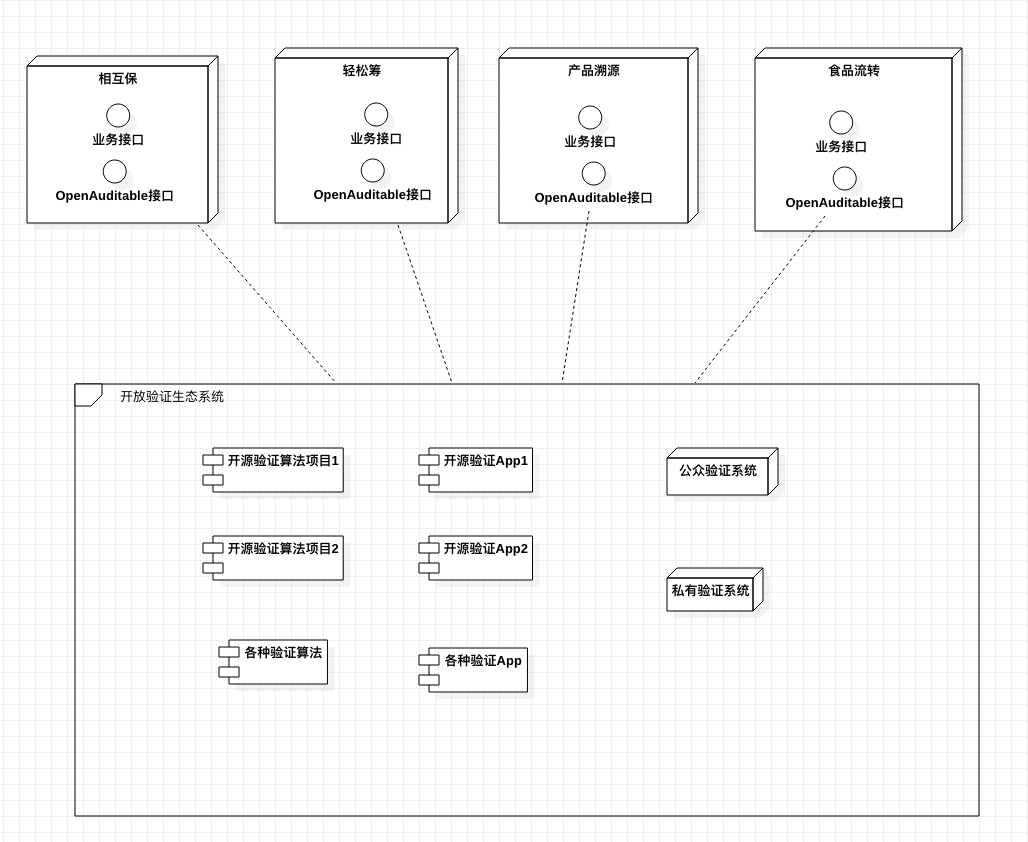 相互保
业务接口
OpenAuditable接口
轻松筹
业务接口
OpenAuditable接口
产品溯源
业务接口
OpenAuditable接口
食品流转
业务接口
OpenAuditable接口
开放验证生态系统
开源验证算法项目1
开源验证App1
公众验证系统
开源验证算法项目2
开源验证App2
私有验证系统
各种验证算法
各种验证App